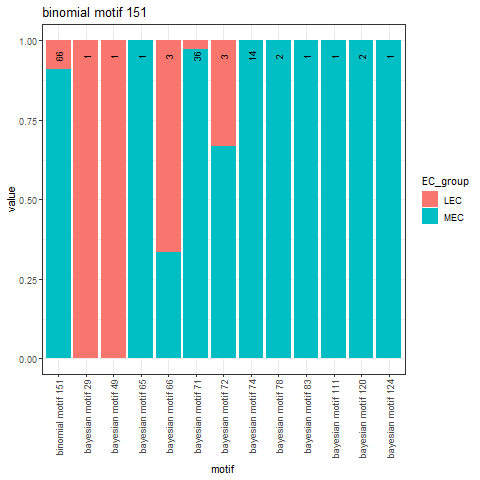 binomial motif 151
1.00
0.75
0.50
0.25
0.00
value
66
1
1
1
3
36
3
14
2
1
1
2
1
binomial motif 151
bayesian motif 29
bayesian motif 49
bayesian motif 65
bayesian motif 66
bayesian motif 71
bayesian motif 72
bayesian motif 74
bayesian motif 78
bayesian motif 83
bayesian motif 111
bayesian motif 120
bayesian motif 124
motif
EC_group
LEC
MEC